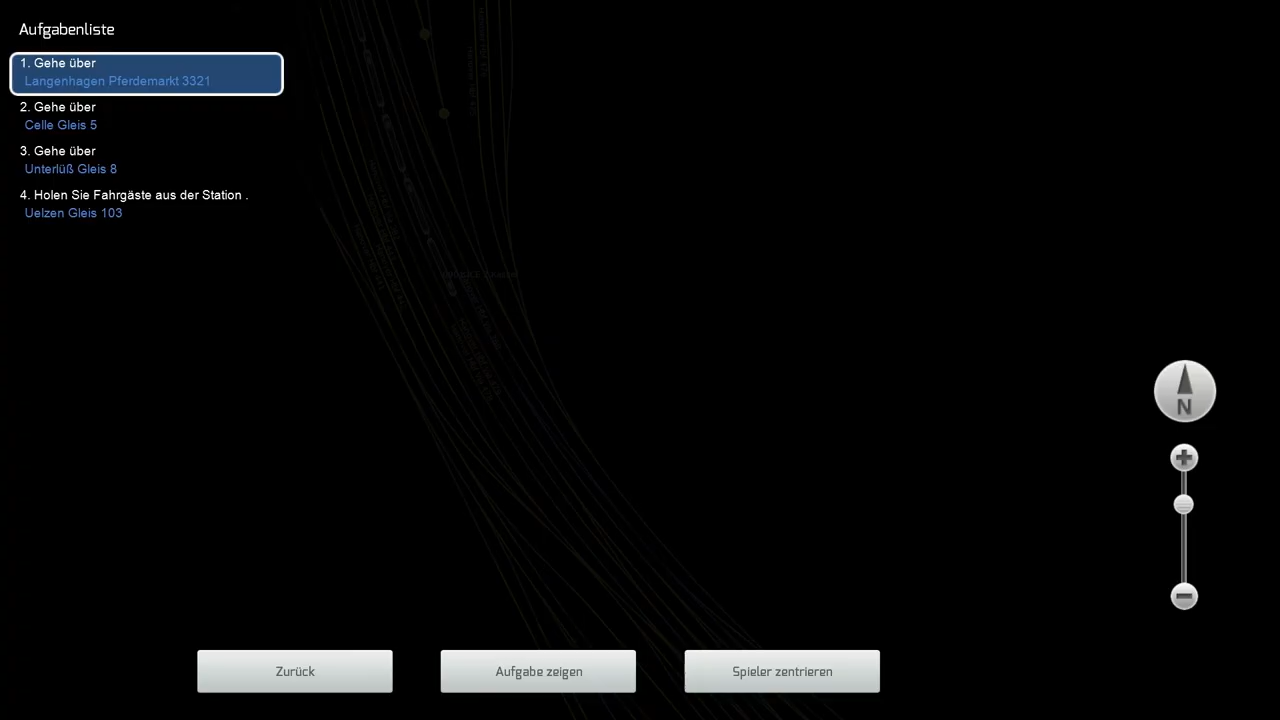 Aufgabenliste
1. Gehe über
Langenhagen Pferdemarkt 3321
2. Gehe über
Celle Gleis 5
3. Gehe über
Unterlüß Gleis 8
4. Holen Sie Fahrgäste aus der Station .
Uelzen Gleis 103
N
Zurück
Aufgabe zeigen
Spieler zentrieren